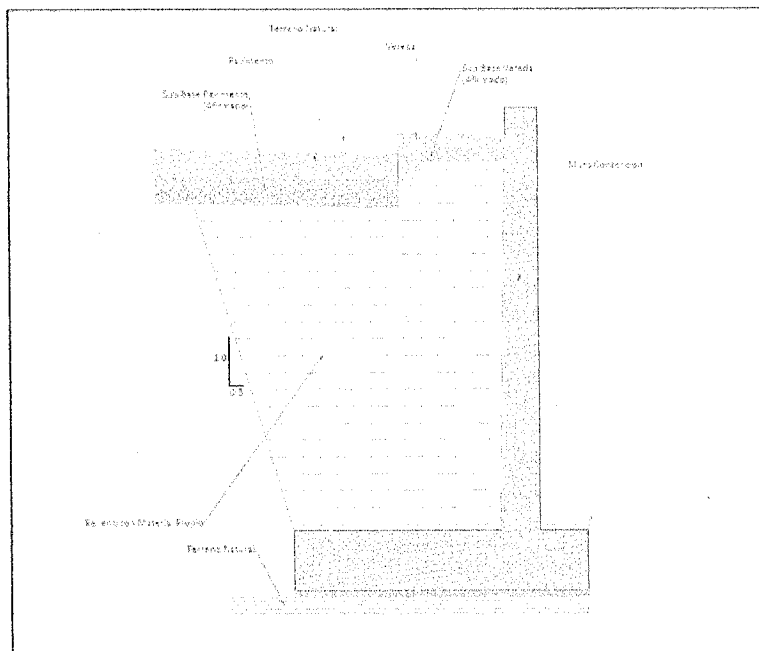 Terreno Natural
Vereda
Pavimento
Sub Base Vereda
(Afirmado)
Sub Base Pavimento
(Afirmado)
Muro Contención
1.0
0.5
Relleno con Material Propio
Terreno Natural